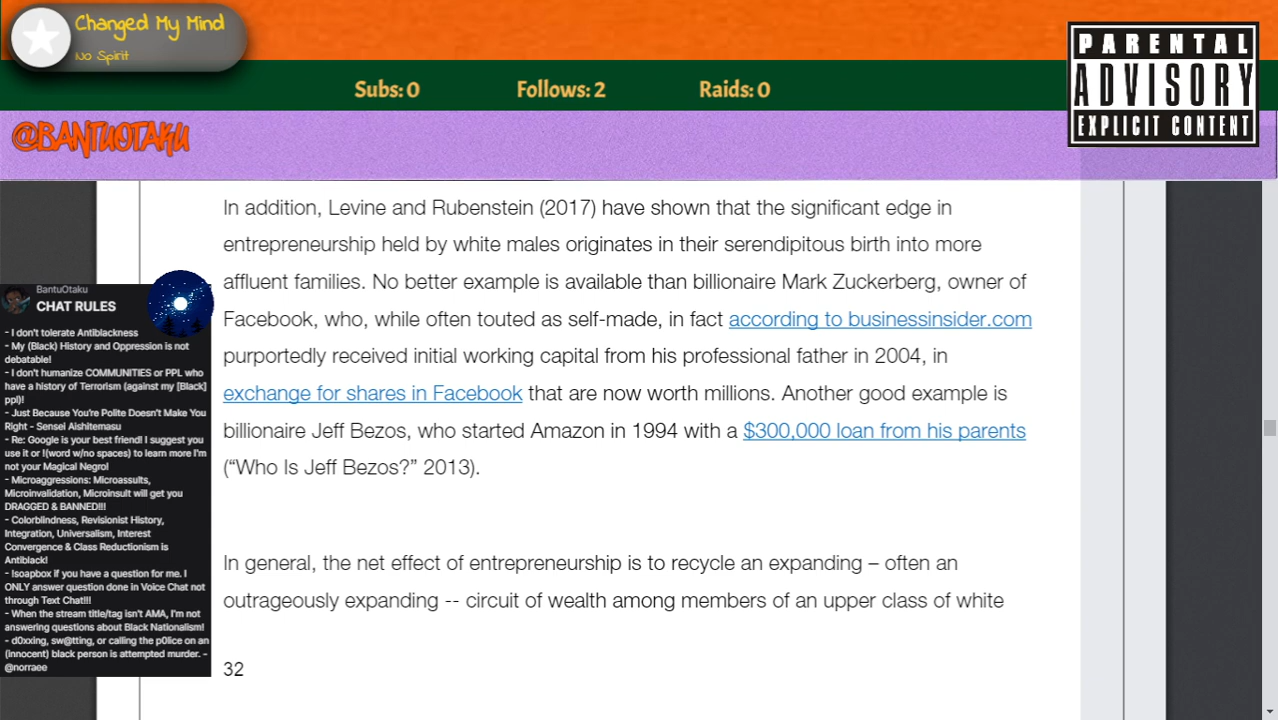 Changed My Mind
No Spirit
PARENTAL
ADVISORY
EXPLICIT CONTENT
Subs: 0
Follows: 2
Raids: 0
@BANTUOTAKU
In addition, Levine and Rubenstein (2017) have shown that the significant edge in
entrepreneurship held by white males originates in their serendipitous birth into more
affluent families. No better example is available than billionaire Mark Zuckerberg, owner of
Facebook, who, while often touted as self-made, in fact according to businessinsider.com
purportedly received initial working capital from his professional father in 2004, in
exchange for shares in Facebook that are now worth millions. Another good example is
billionaire Jeff Bezos, who started Amazon in 1994 with a $300,000 loan from his parents
(“Who Is Jeff Bezos?” 2013).
In general, the net effect of entrepreneurship is to recycle an expanding – often an
outrageously expanding -- circuit of wealth among members of an upper class of white
32
BantuOtaku
CHAT RULES
- I don't tolerate Antiblackness
- My (Black) History and Oppression is not
debatable!
- I don't humanize COMMUNITIES or PPL who
have a history of Terrorism (against my [Black]
ppl)!
- Just Because You're Polite Doesn't Make You
Right - Sensei Aishitemasu
- Re: Google is your best friend! I suggest you
use it or !(word w/no spaces) to learn more I'm
not your Magical Negro!
- Microaggressions: Microassults,
Microinvalidation, Microinsult will get you
DRAGGED & BANNED!!!
- Colorblindness, Revisionist History,
Integration, Universalism, Interest
Convergence & Class Reductionism is
Antiblack!
- !soapbox if you have a question for me. I
ONLY answer question done in Voice Chat not
through Text Chat!!!
- When the stream title/tag isn't AMA, I'm not
answering questions about Black Nationalism!
- d0xxing, sw@tting, or calling the p0lice on an
(innocent) black person is attempted murder. -
@norraee